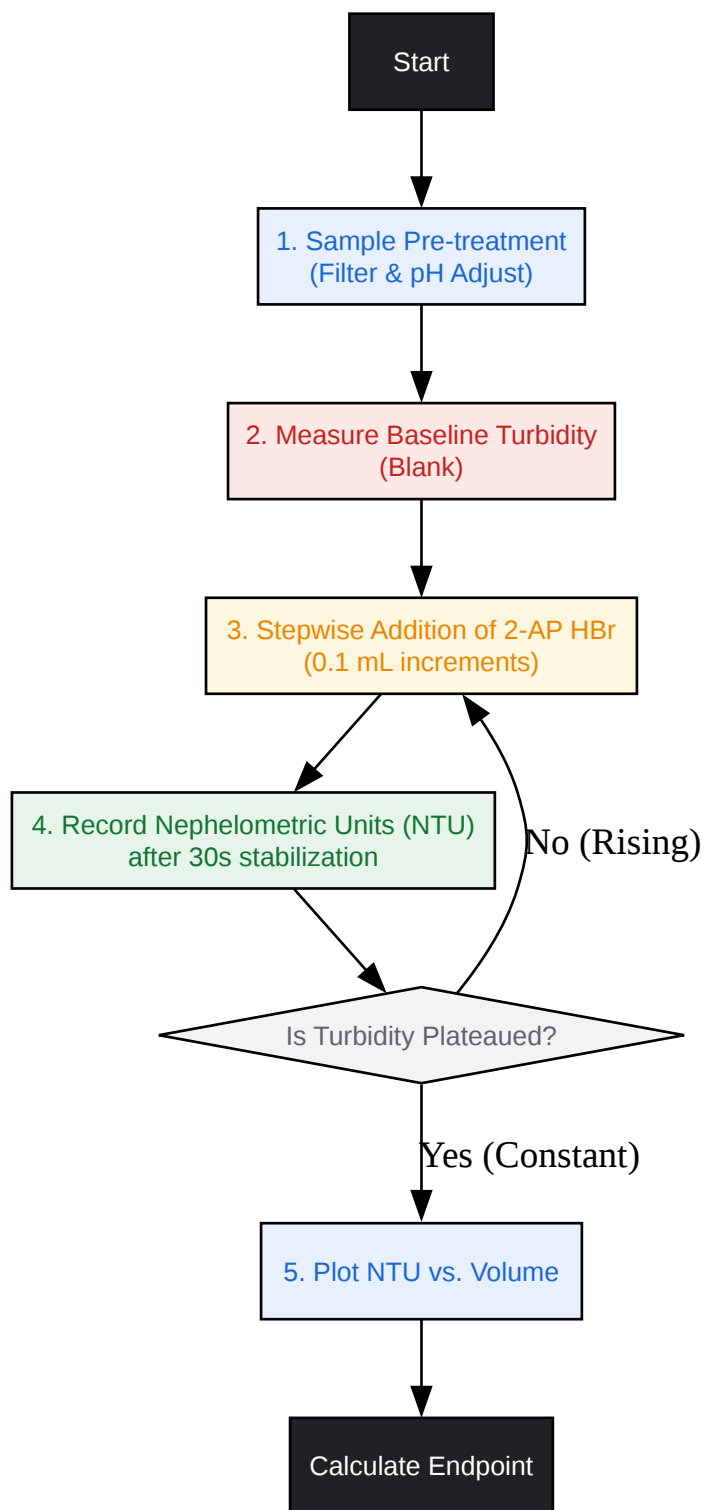 Start
1. Sample Pre-treatment
(Filter & pH Adjust)
2. Measure Baseline Turbidity
(Blank)
3. Stepwise Addition of 2-AP HBr
(0.1 mL increments)
4. Record Nephelometric Units (NTU)
after 30s stabilization
No (Rising)
Is Turbidity Plateaued?
Yes (Constant)
5. Plot NTU vs. Volume
Calculate Endpoint